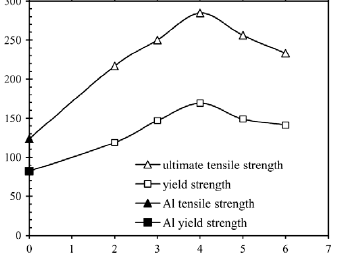 300
250
200
150
100
50
0
ultimate tensile strength
yield strength
Al tensile strength
Al yield strength
0 1 2 3 4 5 6 7